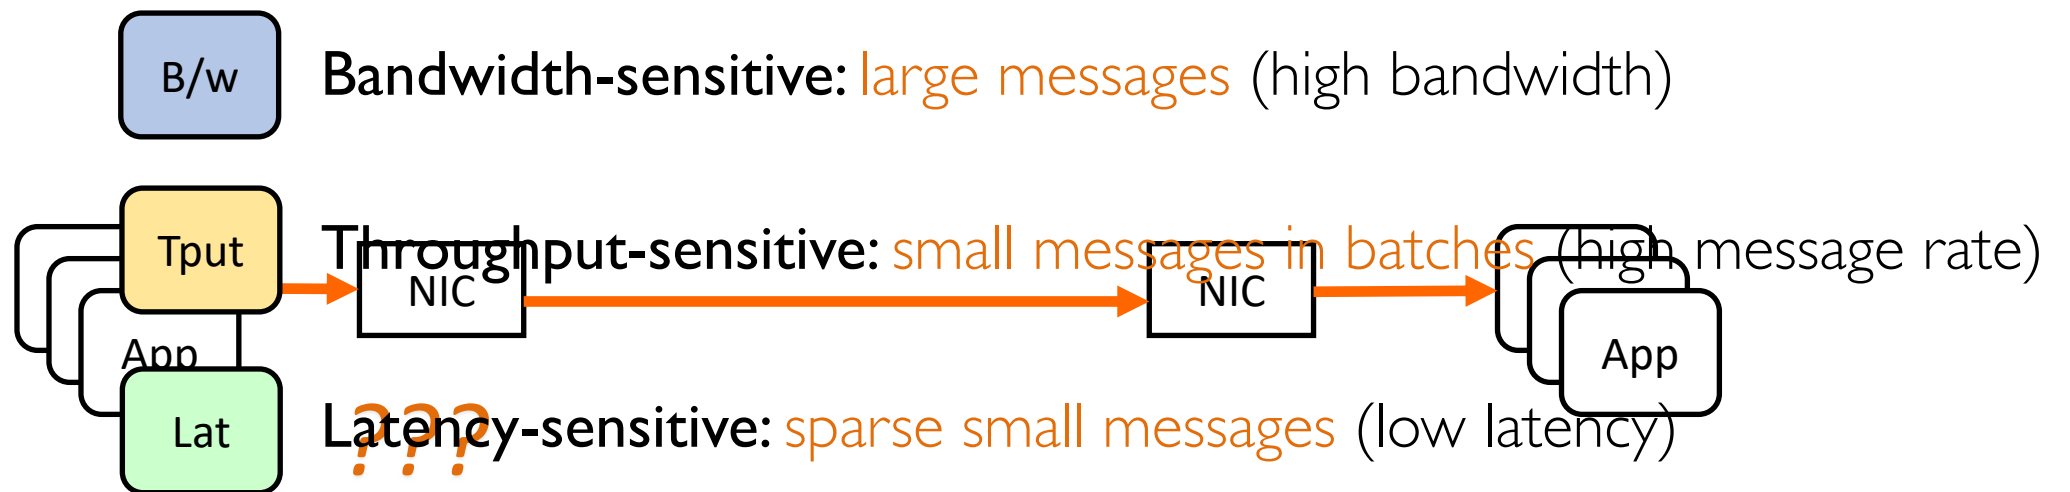 B/w Bandwidth-sensitive: large messages (high bandwidth)
Tput Throughput-sensitive: small messages in batches (high message rate)
NIC NIC
App App
Lat Latency-sensitive: sparse small messages (low latency)
???